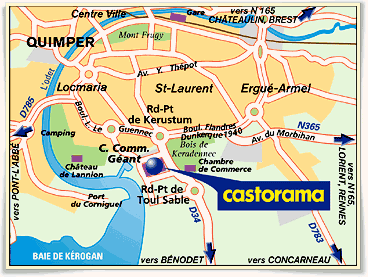 Centre Ville
Gare
vers N 165
CHÂTEAULIN, BREST
QUIMPER
Mont Frugy
Av. Y. Thépot
L'odet
D785
Locmaria
St-Laurent
Ergué-Armel
Rd-Pt
de Kerustum
Boul. L. Le Guennec
Boul. Flandres
Dunkerque 1940
Av. du Morbihan
N365
Camping
C. Comm.
Géant
Bois de
Keradennec
Château
de Lannion
Chambre
de Commerce
vers N165,
LORIENT, RENNES
vers PONT-L'ABBÉ
Port
du Corniguel
Rd-Pt de
Toul Sable
castorama
D34
D783
BAIE DE KÉROGAN
vers BÉNODET
vers CONCARNEAU